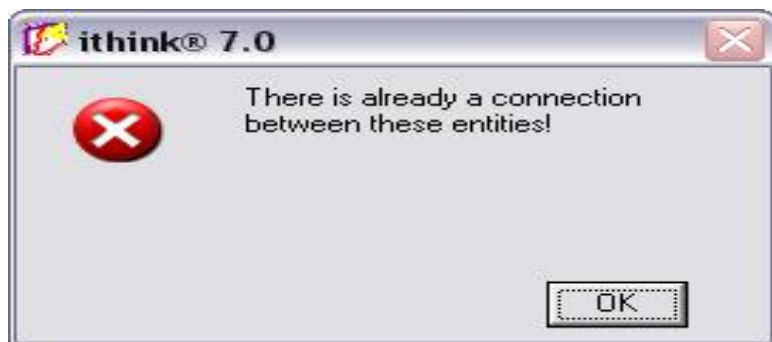 ithink® 7.0
There is already a connection
between these entities!
OK